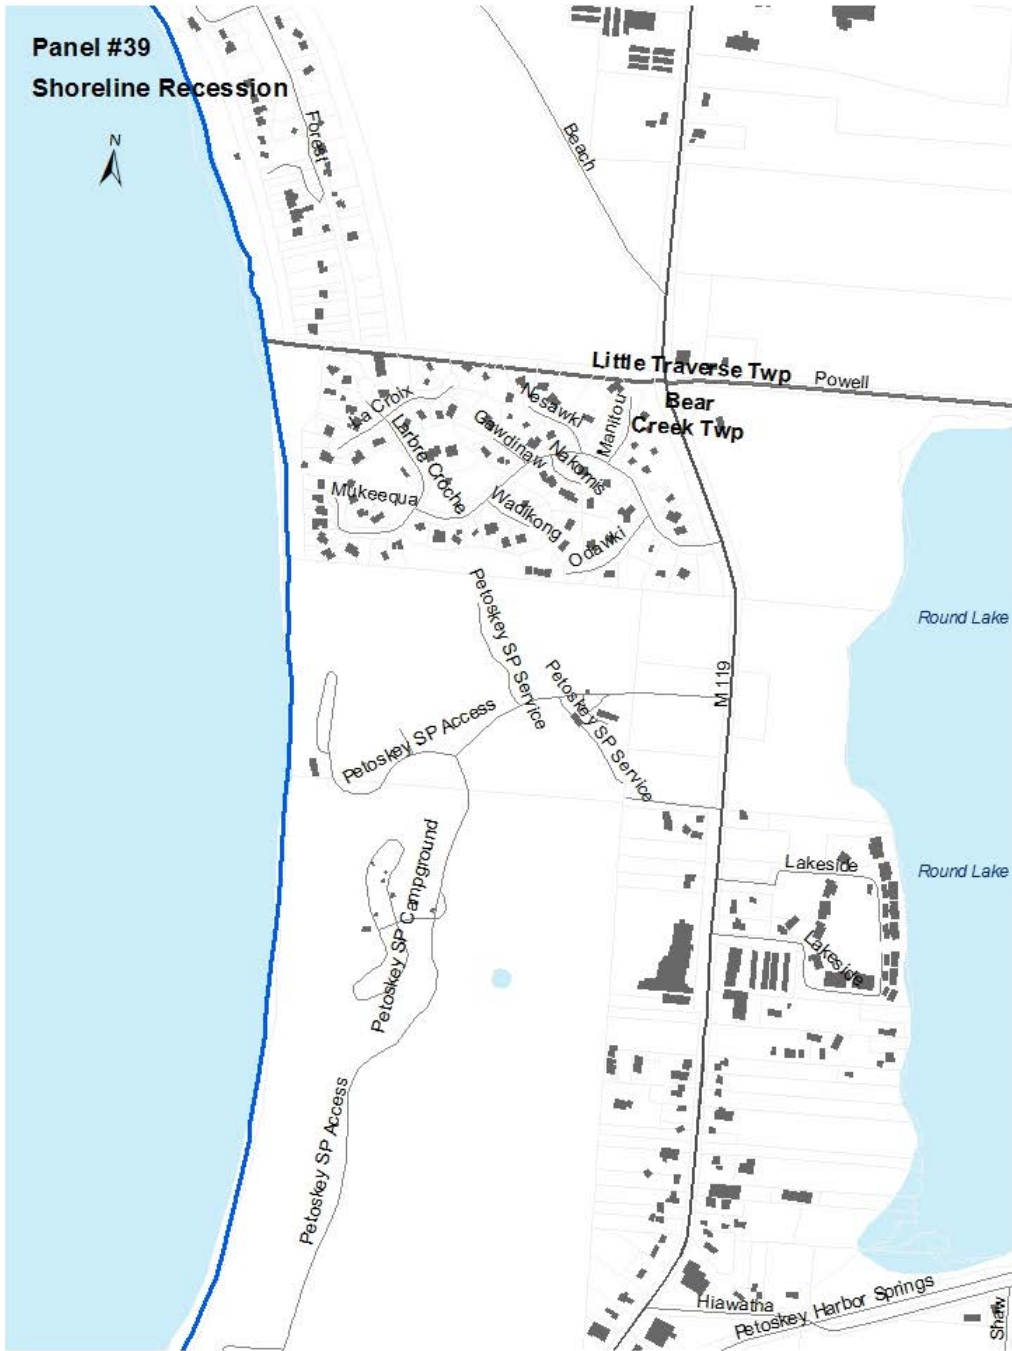 Panel #39
Shoreline Recession
N
Forest
Beach
Little Traverse Twp
Powell
Bear
Creek Twp
La Croix
Nesawki
Manitou
Gawdinaw
Larbre Croche
Nakomis
Mukeequa
Wadikong
Odawki
Petoskey SP Service
Round Lake
Petoskey SP Service
M 119
Petoskey SP Access
Petoskey SP Campground
Lakeside
Round Lake
Lakeside
Petoskey SP Access
Hiawatha
Petoskey Harbor Springs
Shaw